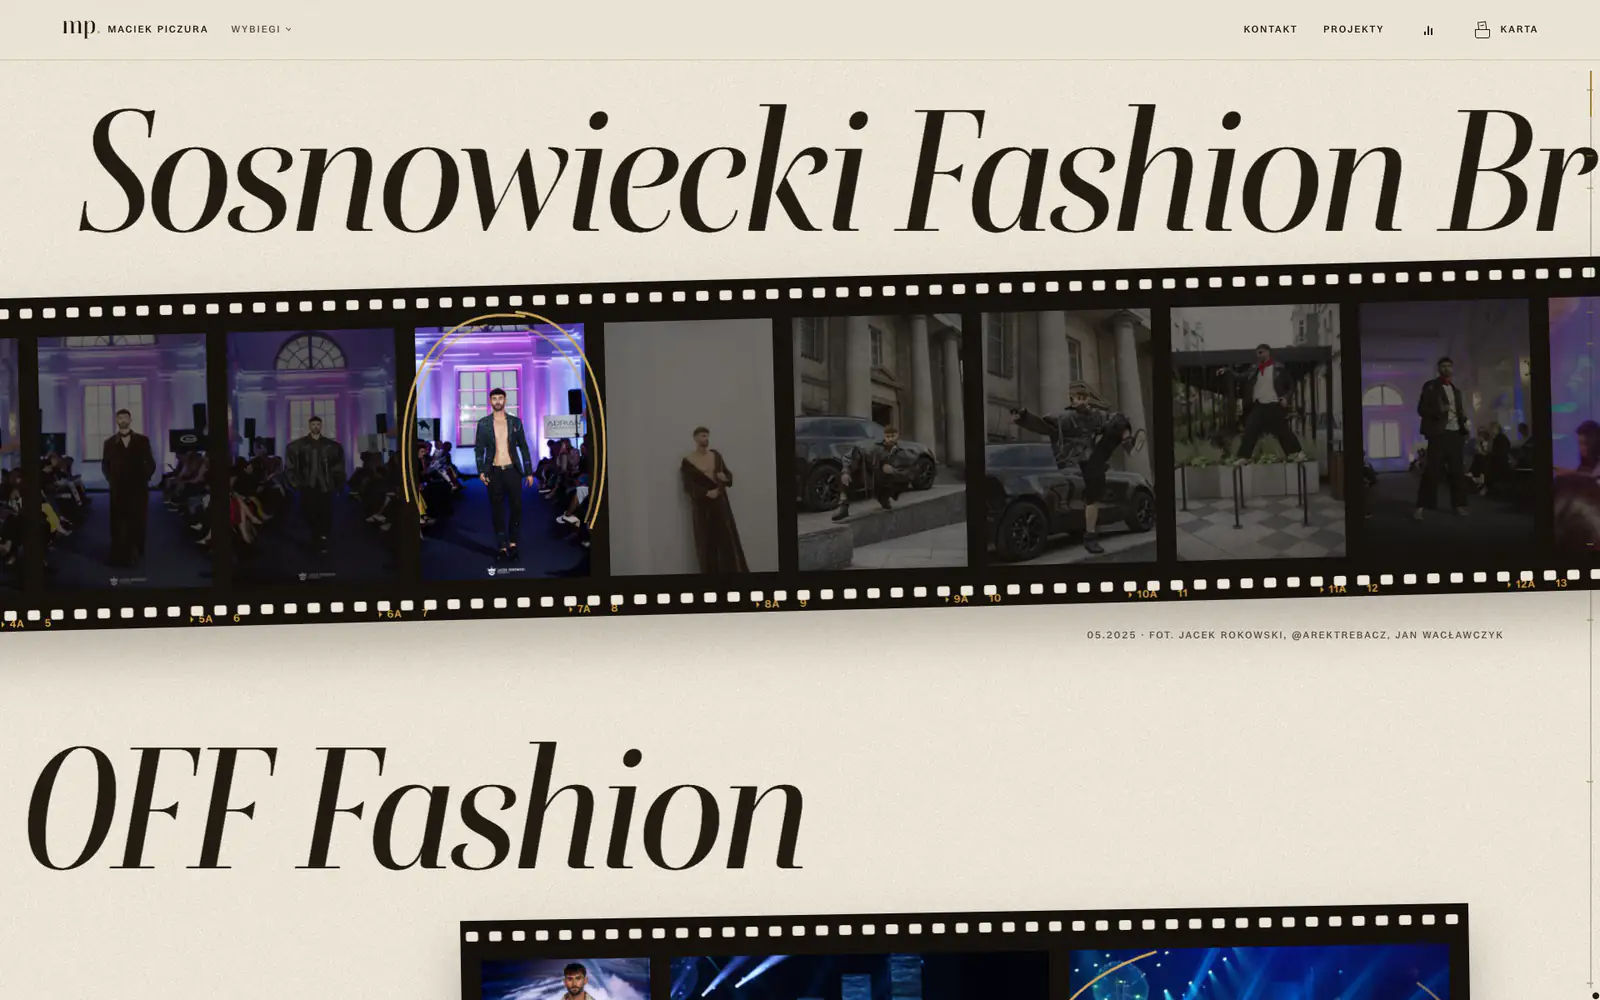 mp. MACIEK PICZURA WYBIEGI KONTAKT PROJEKTY KARTA
Sosnowiecki Fashion Br
ADRIAN
4A 5 5A 6 6A 7 7A 8 8A 9 9A 10 10A 11 11A 12 12A 13
05.2025 · FOT. JACEK ROKOWSKI, @AREKTREBACZ, JAN WACŁAWCZYK
OFF Fashion